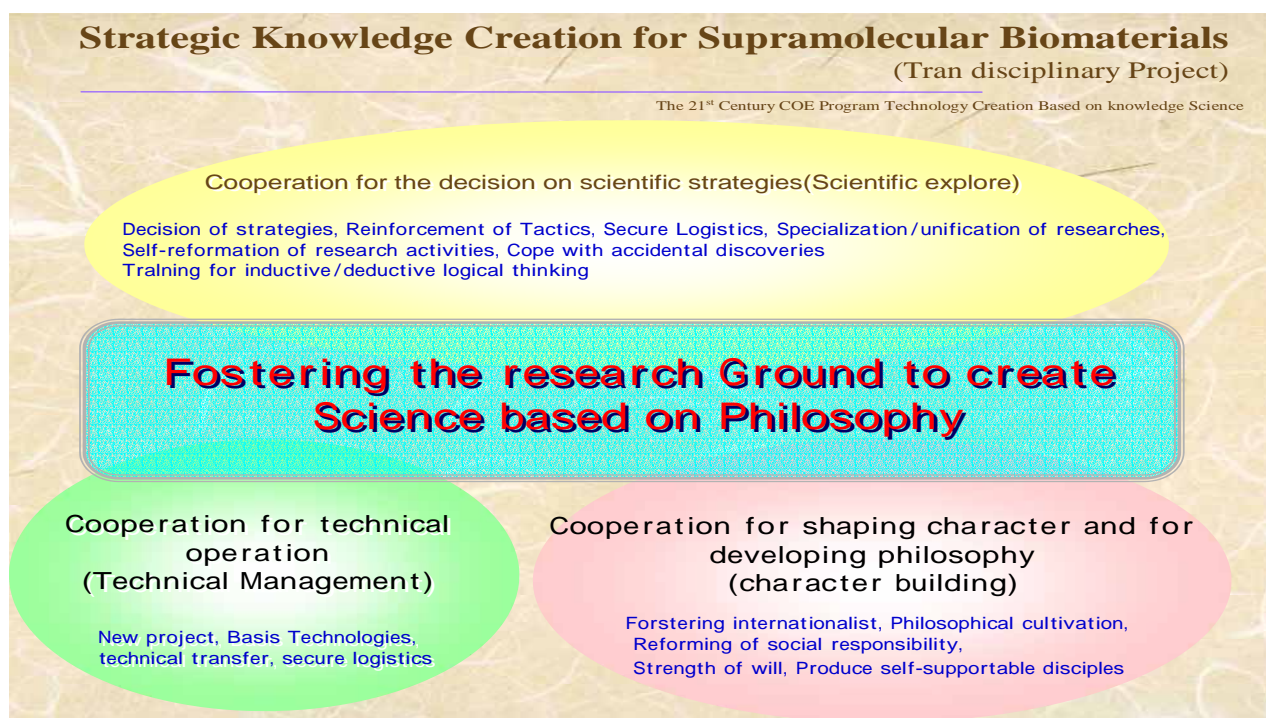 Strategic Knowledge Creation for Supramolecular Biomaterials
(Tran disciplinary Project)
The 21st Century COE Program Technology Creation Based on knowledge Science
Cooperation for the decision on scientific strategies(Scientific explore)
Decision of strategies, Reinforcement of Tactics, Secure Logistics, Specialization/unification of researches,
Self-reformation of research activities, Cope with accidental discoveries
Tralning for inductive/deductive logical thinking
Fostering the research Ground to create
Science based on Philosophy
Cooperation for technical
operation
(Technical Management)
New project, Basis Technologies,
technical transfer, secure logistics
Cooperation for shaping character and for
developing philosophy
(character building)
Forstering internationalist, Philosophical cultivation,
Reforming of social responsibility,
Strength of will, Produce self-supportable disciples